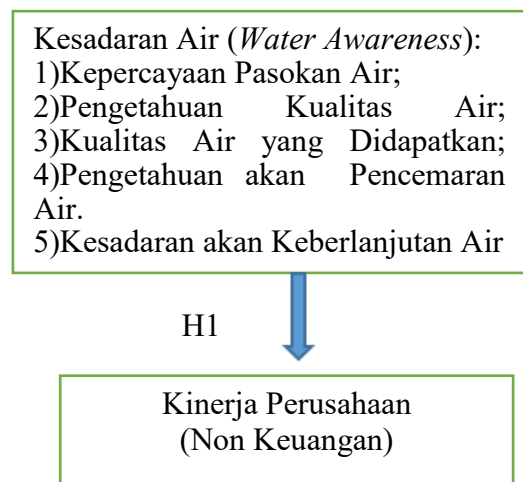 Kesadaran Air (Water Awareness):
1)Kepercayaan Pasokan Air;
2)Pengetahuan Kualitas Air;
3)Kualitas Air yang Didapatkan;
4)Pengetahuan akan Pencemaran
Air.
5)Kesadaran akan Keberlanjutan Air
H1
Kinerja Perusahaan
(Non Keuangan)